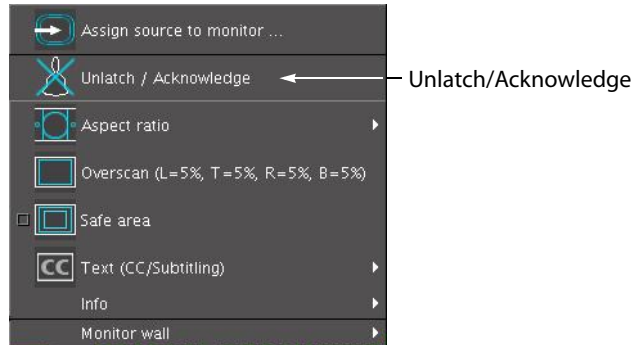 Assign source to monitor ...
Unlatch / Acknowledge
Unlatch/Acknowledge
Aspect ratio
Overscan (L=5%, T=5%, R=5%, B=5%)
Safe area
CC Text (CC/Subtitling)
Info
Monitor wall